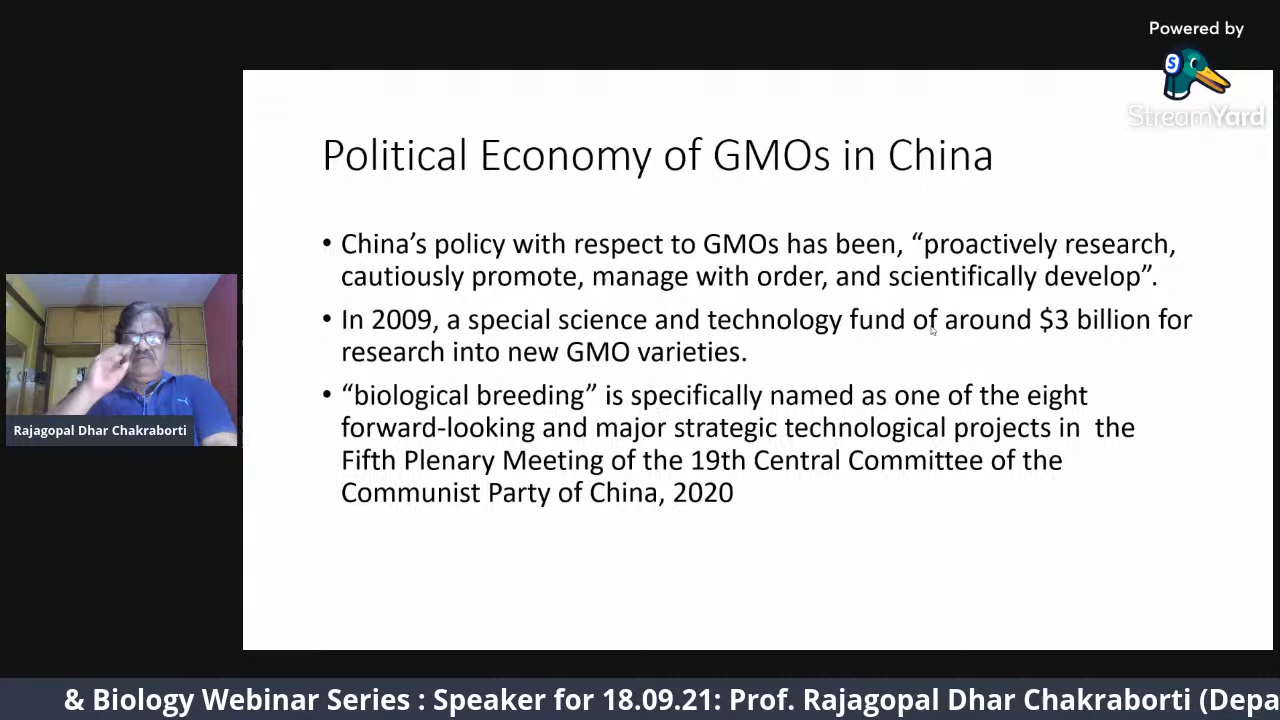 Powered by
StreamYard
Political Economy of GMOs in China
• China’s policy with respect to GMOs has been, “proactively research,
cautiously promote, manage with order, and scientifically develop”.
• In 2009, a special science and technology fund of around $3 billion for
research into new GMO varieties.
• “biological breeding” is specifically named as one of the eight
forward-looking and major strategic technological projects in the
Fifth Plenary Meeting of the 19th Central Committee of the
Communist Party of China, 2020
Rajagopal Dhar Chakraborti
& Biology Webinar Series : Speaker for 18.09.21: Prof. Rajagopal Dhar Chakraborti (Depa